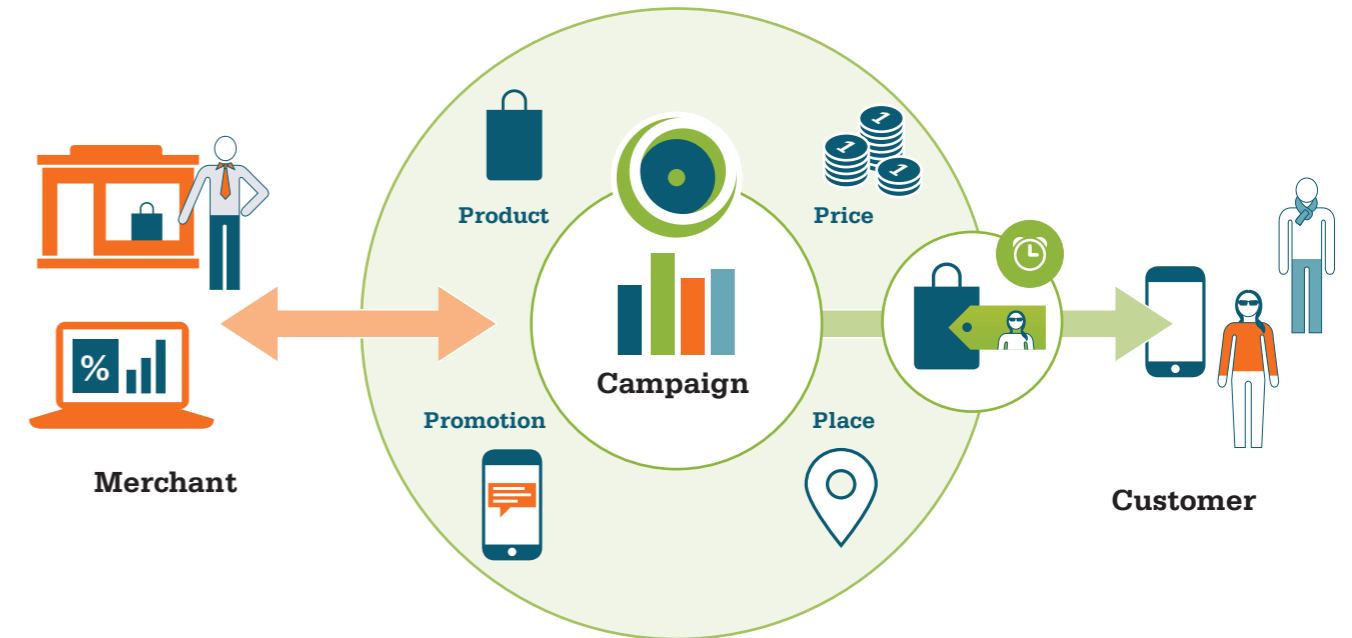 Product
Price
1
1
1
%
Campaign
Promotion
Place
Merchant
Customer